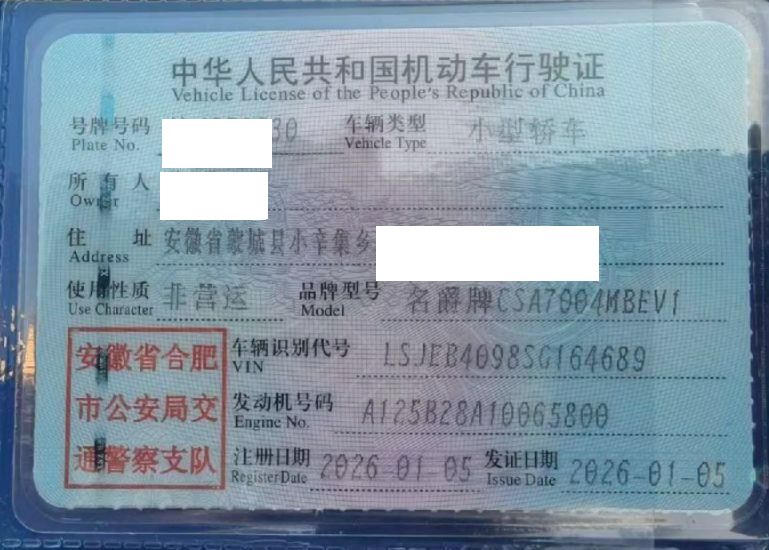 中华人民共和国机动车行驶证
Vehicle License of the People's Republic of China
号牌号码 30 车辆类型 小型轿车
Plate No. Vehicle Type
所有人
Owner
住址 安徽省 城县小辛集乡
Address
使用性质 非营运 品牌型号 名爵牌CSA7004MBEV1
Use Character Model
安徽省合肥 车辆识别代号 LSJEB4098SG164689
VIN
市公安局交 发动机号码 A125B28A10065800
Engine No.
通警察支队 注册日期 2026-01-05 发证日期 2026-01-05
Register Date Issue Date